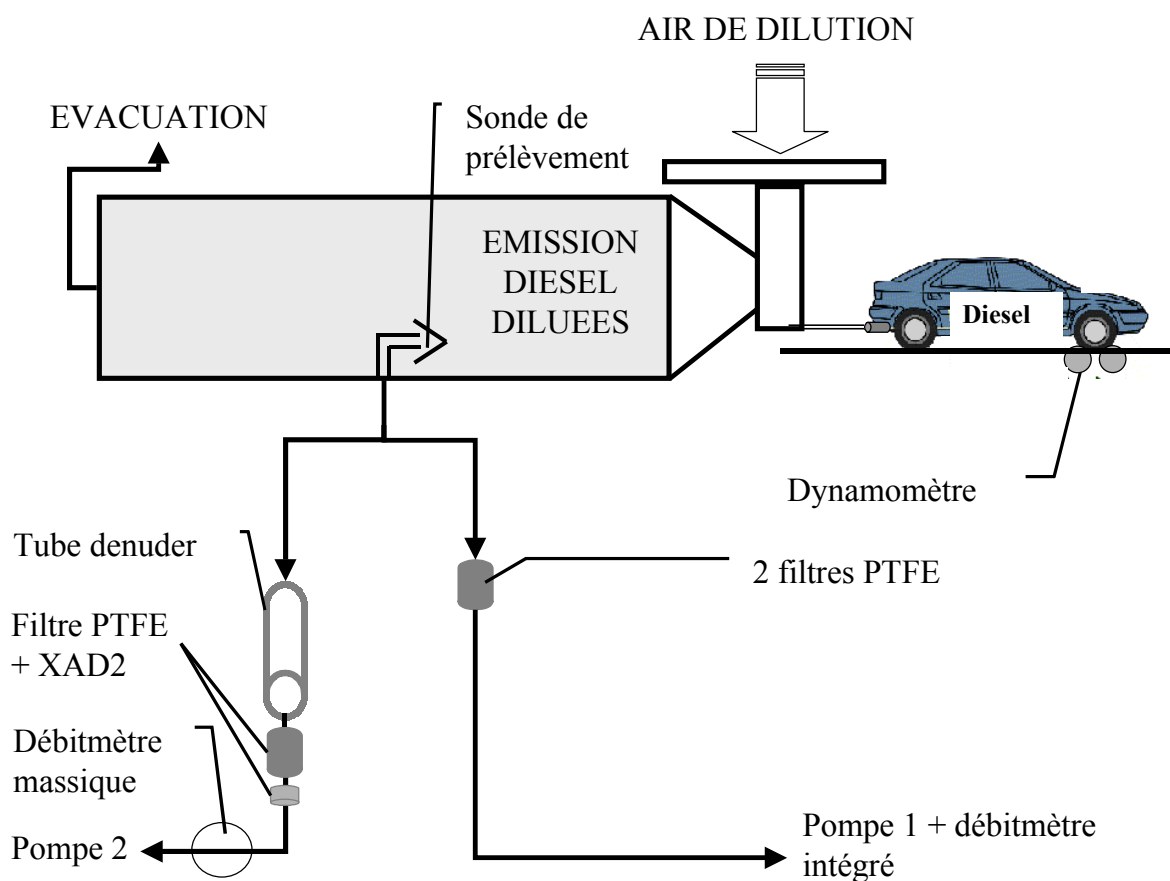 AIR DE DILUTION
EVACUATION
Sonde de
prélèvement
EMISSION
DIESEL
DILUEES
Diesel
Dynamomètre
Tube denuder
2 filtres PTFE
Filtre PTFE
+ XAD2
Débitmètre
massique
Pompe 2
Pompe 1 + débitmètre
intégré